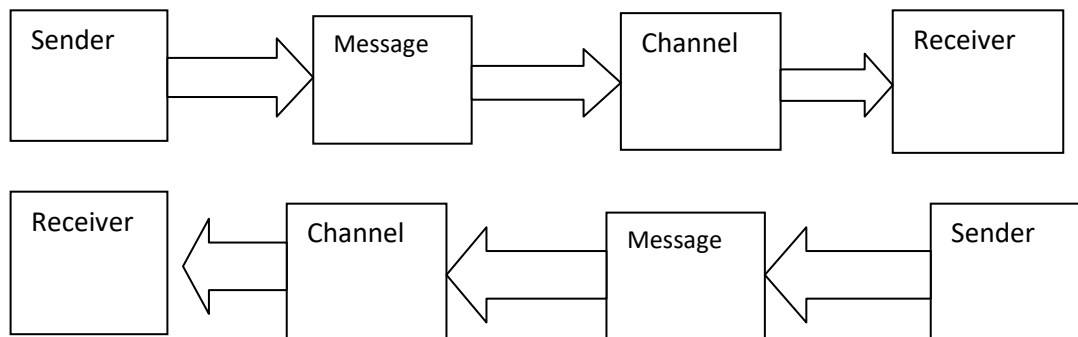 Sender
Message
Channel
Receiver
Receiver
Channel
Message
Sender